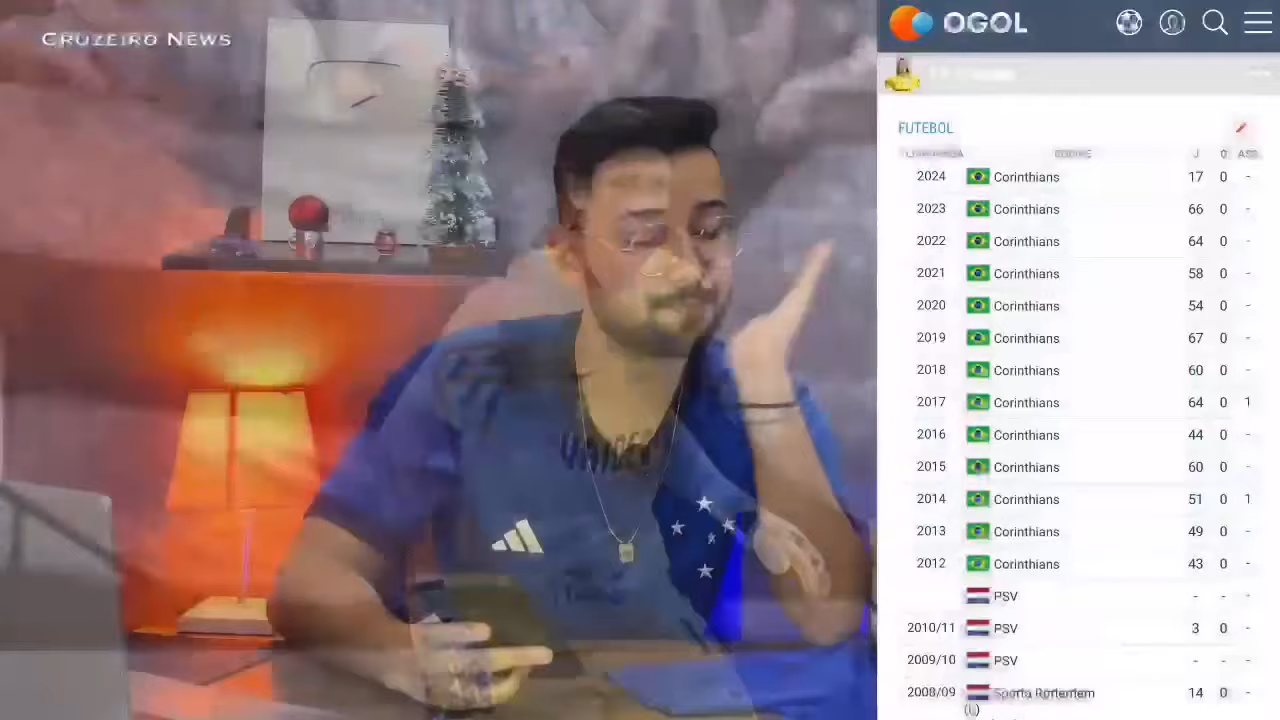 CRUZEIRO NEWS
OGOL
FUTEBOL
J 0 ASS.
2024 Corinthians 17 0 -
2023 Corinthians 66 0 -
2022 Corinthians 64 0 -
2021 Corinthians 58 0 -
2020 Corinthians 54 0 -
2019 Corinthians 67 0 -
2018 Corinthians 60 0 -
2017 Corinthians 64 0 1
2016 Corinthians 44 0 -
2015 Corinthians 60 0 -
2014 Corinthians 51 0 1
2013 Corinthians 49 0 -
2012 Corinthians 43 0 -
PSV - - -
2010/11 PSV 3 0 -
2009/10 PSV - - -
2008/09 14 0 -